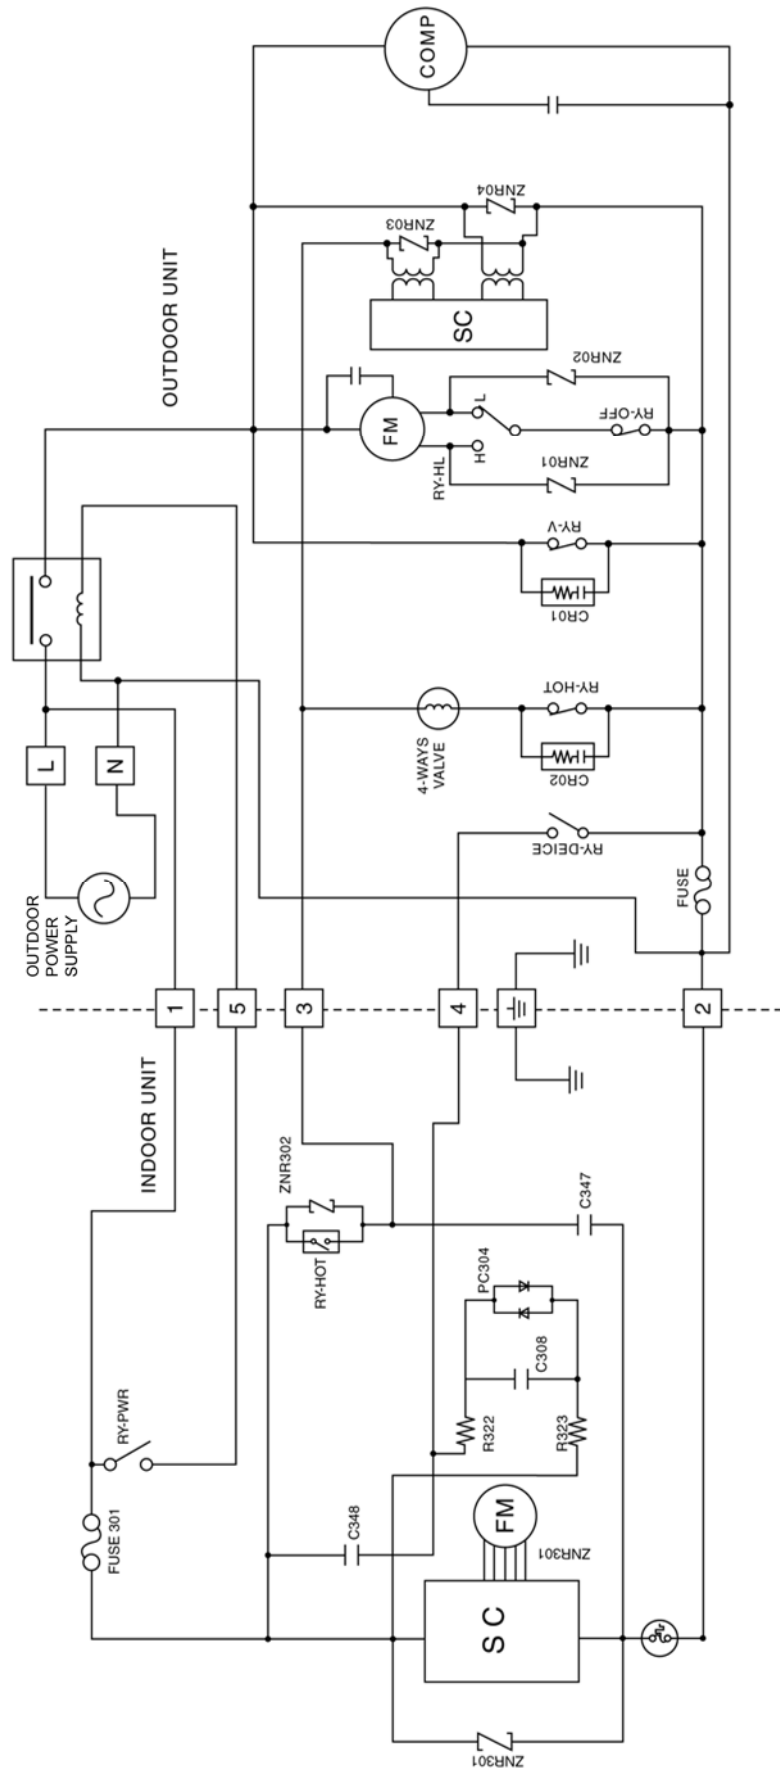 COMP
OUTDOOR UNIT
ZNR04
ZNR03
SC
ZNR02
FM
L
H
RY-HL
RY-OFF
ZNR01
RY-V
CR01
L
N
4-WAYS
VALVE
RY-HOT
CR02
RY-DEICE
OUTDOOR
POWER
SUPPLY
FUSE
1
5
3
4
2
INDOOR UNIT
ZNR302
RY-HOT
C347
PC304
C308
R322
R323
RY-PWR
FUSE 301
C348
FM
ZNR301
SC
ZNR301